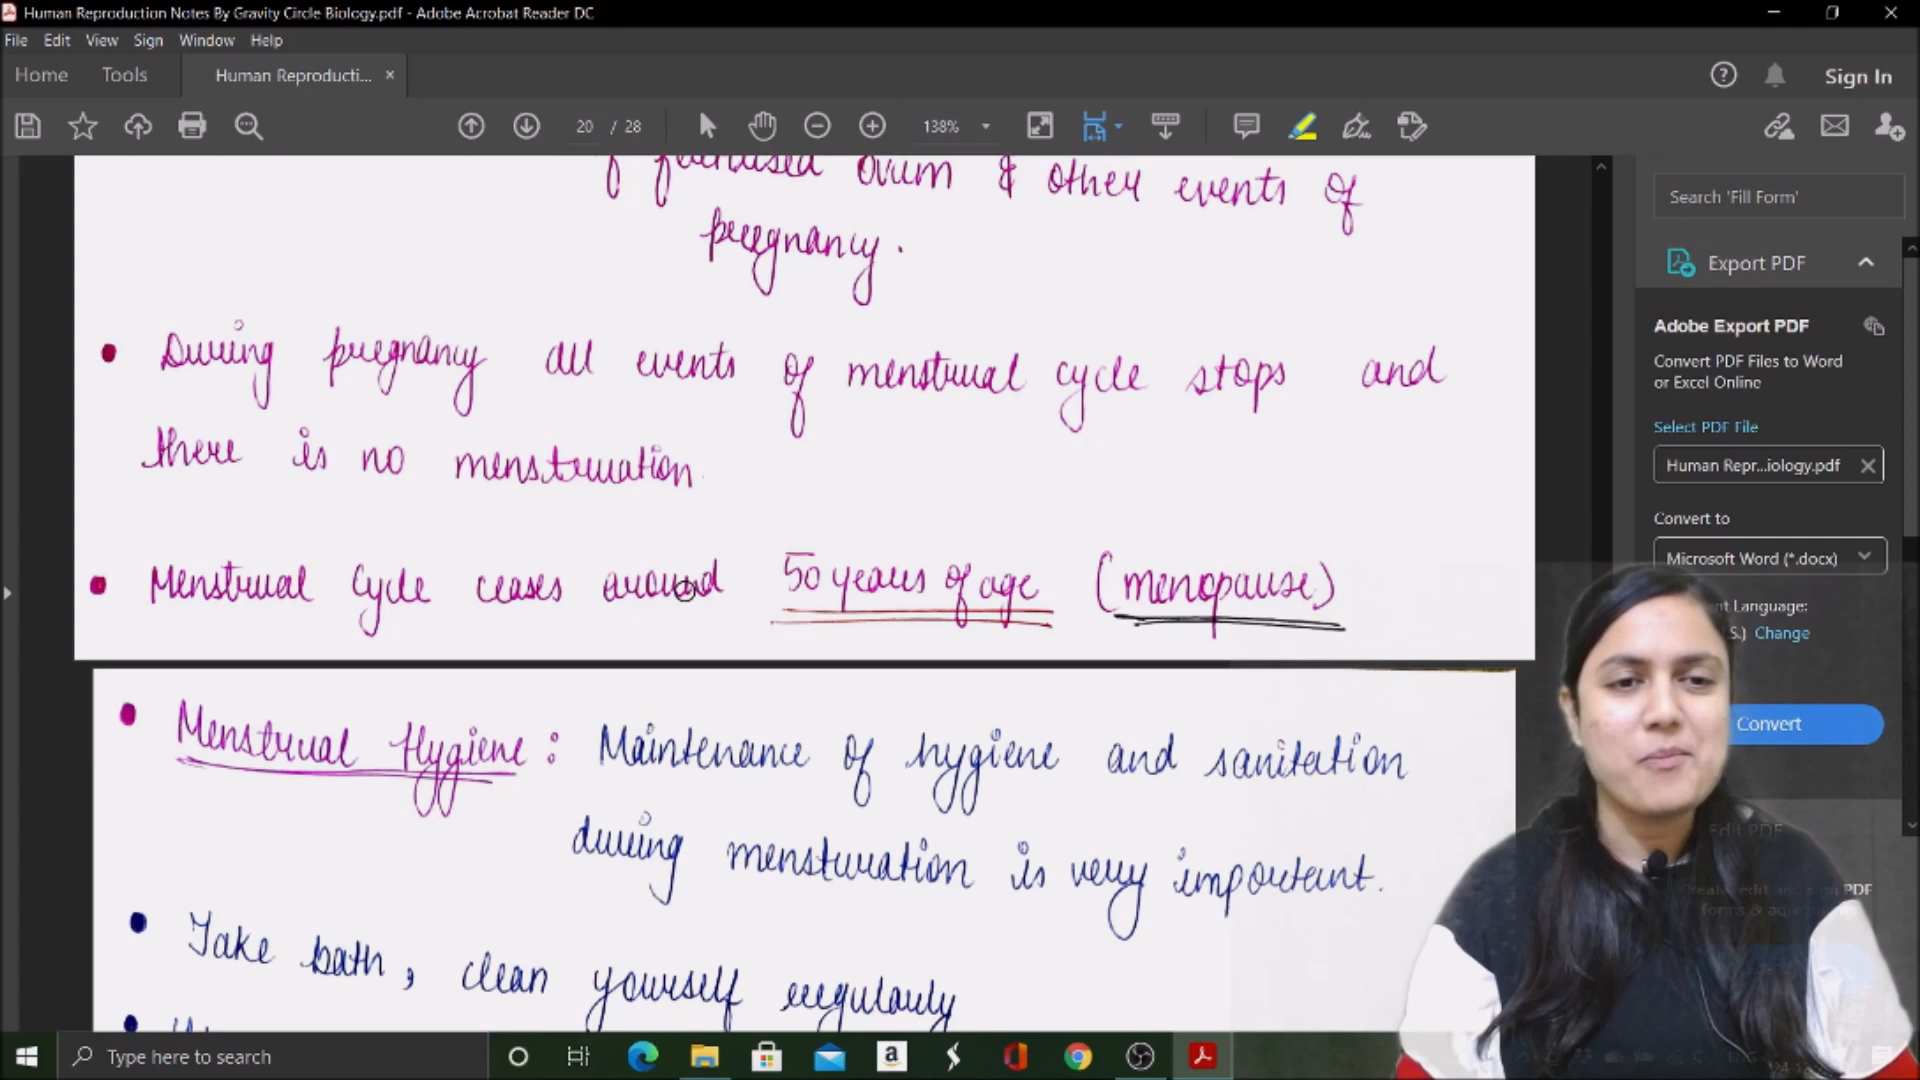 Human Reproduction Notes By Gravity Circle Biology.pdf - Adobe Acrobat Reader DC
File Edit View Sign Window Help
Home Tools Human Reproducti... ×
Sign In
20 / 28 138%
ovum & other events of
pregnancy.
Search 'Fill Form'
Export PDF
Adobe Export PDF
Convert PDF Files to Word
or Excel Online
Select PDF File
Human Repr...iology.pdf
Convert to
Microsoft Word (*.docx)
Language:
Change
Convert
Edit PDF
• During pregnancy all events of menstrual cycle stops and
there is no menstruation.
• Menstrual Cycle ceases around 50 years of age (menopause)
• Menstrual Hygiene: Maintenance of hygiene and sanitation
during menstruation is very important.
• Take bath, clean yourself regularly
Type here to search